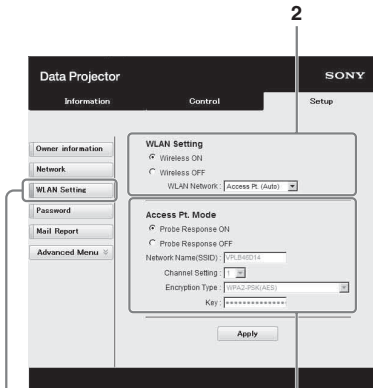 2
Data Projector
SONY
Information
Control
Setup
Owner information
Network
WLAN Setting
Password
Mail Report
Advanced Menu
WLAN Setting
Wireless ON
Wireless OFF
WLAN Network : Access Pt. (Auto)
Access Pt. Mode
Probe Response ON
Probe Response OFF
Network Name(SSID) : VPLB46D14
Channel Setting : 1
Encryption Type : WPA2-PSK(AES)
Key : **************
Apply